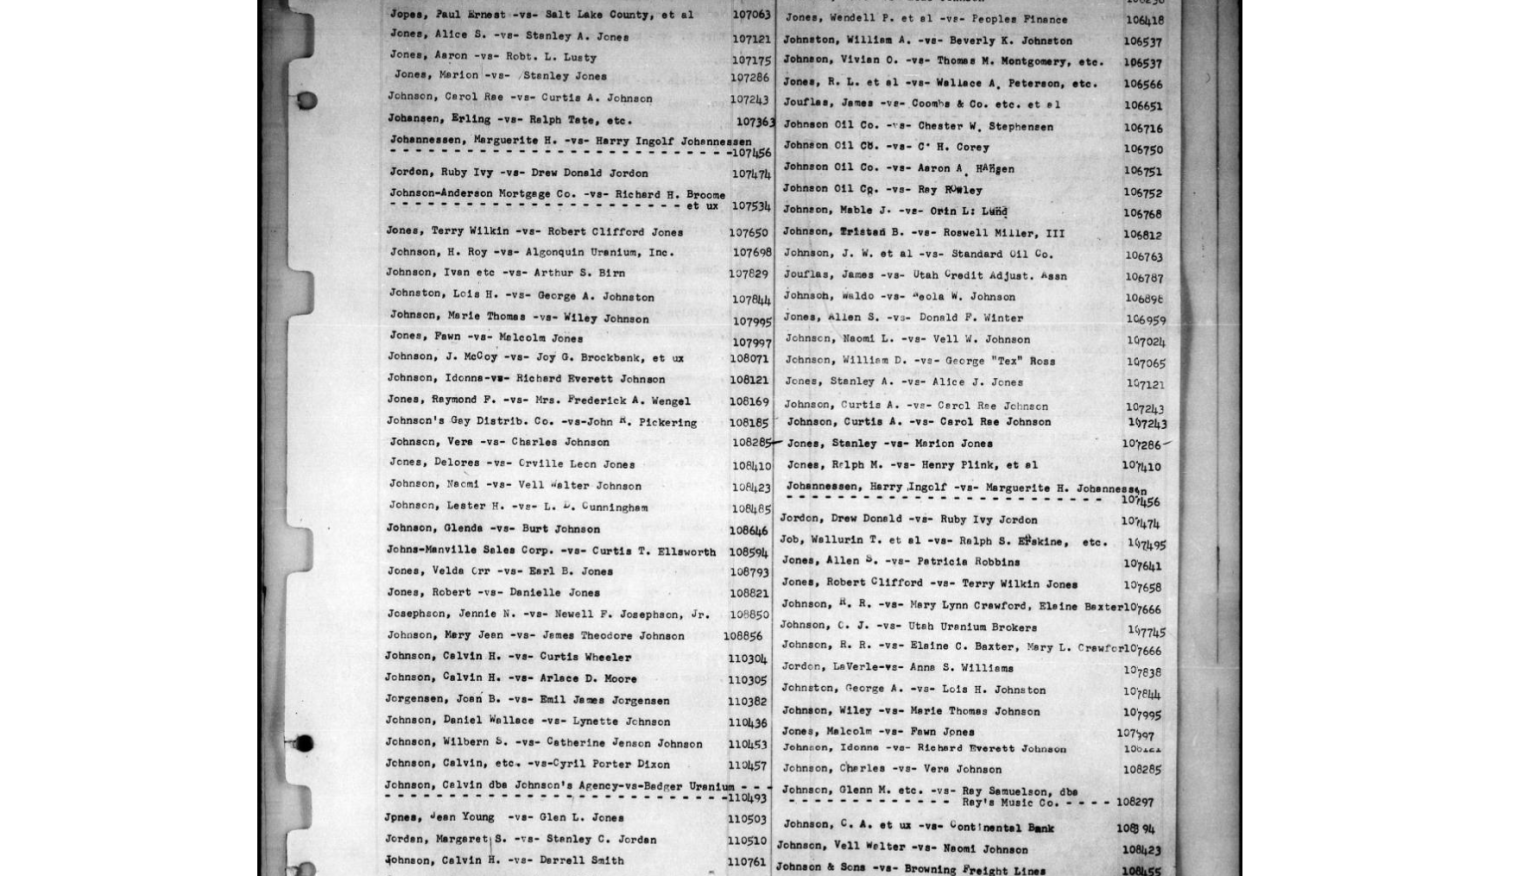 Jopes, Paul Ernest -vs- Salt Lake County, et al 107063
Jones, Alice S. -vs- Stanley A. Jones 107121
Jones, Aaron -vs- Robt. L. Lusty 107175
Jones, Marion -vs- Stanley Jones 107286
Johnson, Carol Rae -vs- Curtis A. Johnson 107243
Johansen, Erling -vs- Ralph Tate, etc. 107363
Johannessen, Marguerite H. -vs- Harry Ingolf Johannessen
- - - - - - - - - - - - - - - - - - - - - - - - - - -107456
Jordon, Ruby Ivy -vs- Drew Donald Jordon 107474
Johnson-Anderson Mortgage Co. -vs- Richard H. Broome
- - - - - - - - - - - - - - - - - - - - - - - et ux 107534
Jones, Terry Wilkin -vs- Robert Clifford Jones 107650
Johnson, H. Roy -vs- Algonquin Uranium, Inc. 107698
Johnson, Ivan etc -vs- Arthur S. Birn 107829
Johnston, Lois H. -vs- George A. Johnston 107844
Johnson, Marie Thomas -vs- Wiley Johnson 107995
Jones, Fawn -vs- Malcolm Jones 107997
Johnson, J. McCoy -vs- Joy G. Brockbank, et ux 108071
Johnson, Idonna-vs- Richard Everett Johnson 108121
Jones, Raymond F. -vs- Mrs. Frederick A. Wengel 108169
Johnson's Gay Distrib. Co. -vs-John R. Pickering 108185
Johnson, Vera -vs- Charles Johnson 108285
Jones, Delores -vs- Orville Leon Jones 108410
Johnson, Naomi -vs- Vell Walter Johnson 108423
Johnson, Lester H. -vs- L. D. Cunningham 108485
Johnson, Glenda -vs- Burt Johnson 108646
Johns-Manville Sales Corp. -vs- Curtis T. Ellsworth 108594
Jones, Velda Orr -vs- Earl B. Jones 108793
Jones, Robert -vs- Danielle Jones 108821
Josephson, Jennie N. -vs- Newell F. Josephson, Jr. 108850
Johnson, Mary Jean -vs- James Theodore Johnson 108856
Johnson, Calvin H. -vs- Curtis Wheeler 110304
Johnson, Calvin H. -vs- Arlace D. Moore 110305
Jorgensen, Joan B. -vs- Emil James Jorgensen 110382
Johnson, Daniel Wallace -vs- Lynette Johnson 110436
Johnson, Wilbern S. -vs- Catherine Jenson Johnson 110453
Johnson, Calvin, etc. -vs-Cyril Porter Dixon 110457
Johnson, Calvin dba Johnson's Agency-vs-Badger Uranium - - -
- - - - - - - - - - - - - - - - - - - - - - - - - - -110493
Jpnes, Jean Young -vs- Glen L. Jones 110503
Jordan, Margaret S. -vs- Stanley C. Jordan 110510
Johnson, Calvin H. -vs- Darrell Smith 110761
Jones, Wendell P. et al -vs- Peoples Finance 106418
Johnston, William A. -vs- Beverly K. Johnston 106537
Johnson, Vivian O. -vs- Thomas M. Montgomery, etc. 106537
Jones, R. L. et al -vs- Wallace A. Peterson, etc. 106566
Jouflas, James -vs- Coombs & Co. etc. et al 106651
Johnson Oil Co. -vs- Chester W. Stephensen 106716
Johnson Oil Co. -vs- C. H. Corey 106750
Johnson Oil Co. -vs- Aaron A. HAHgen 106751
Johnson Oil Co. -vs- Ray Rowley 106752
Johnson, Mable J. -vs- Orin L: Lund 106768
Johnson, Tristan B. -vs- Roswell Miller, III 106812
Johnson, J. W. et al -vs- Standard Oil Co. 106763
Jouflas, James -vs- Utah Credit Adjust. Assn 106787
Johnson, Waldo -vs- Paola W. Johnson
Jones, Allen S. -vs- Donald F. Winter 106959
Johnson, Naomi L. -vs- Vell W. Johnson 107024
Johnson, William D. -vs- George "Tex" Ross 107065
Jones, Stanley A. -vs- Alice J. Jones 107121
Johnson, Curtis A. -vs- Carol Rae Johnson 107243
Johnson, Curtis A. -vs- Carol Rae Johnson 107243
Jones, Stanley -vs- Marion Jones 107286
Jones, Ralph M. -vs- Henry Plink, et al 107410
Johannessen, Harry Ingolf -vs- Marguerite H. Johannessen
- - - - - - - - - - - - - - - - - - - - - - - - - - - 107456
Jordon, Drew Donald -vs- Ruby Ivy Jordon 107474
Job, Wallurin T. et al -vs- Ralph S. Erskine, etc. 107495
Jones, Allen S. -vs- Patricia Robbins 107641
Jones, Robert Clifford -vs- Terry Wilkin Jones 107658
Johnson, R. R. -vs- Mary Lynn Crawford, Elaine Baxter107666
Johnson, C. J. -vs- Utah Uranium Brokers 107745
Johnson, R. R. -vs- Elaine C. Baxter, Mary L. Crawfor107666
Jordon, LaVerle-vs- Anna S. Williams 107838
Johnston, George A. -vs- Lois H. Johnston 107844
Johnson, Wiley -vs- Marie Thomas Johnson 107995
Jones, Malcolm -vs- Fawn Jones 107997
Johnson, Idonna -vs- Richard Everett Johnson
Johnson, Charles -vs- Vera Johnson 108285
Johnson, Glenn M. etc. -vs- Ray Samuelson, dba
- - - - - - - - - - - - Ray's Music Co. - - - - 108297
Johnson, C. A. et ux -vs- Continental Bank
Johnson, Vell Walter -vs- Naomi Johnson 108423
Johnson & Sons -vs- Browning Freight Lines 108455